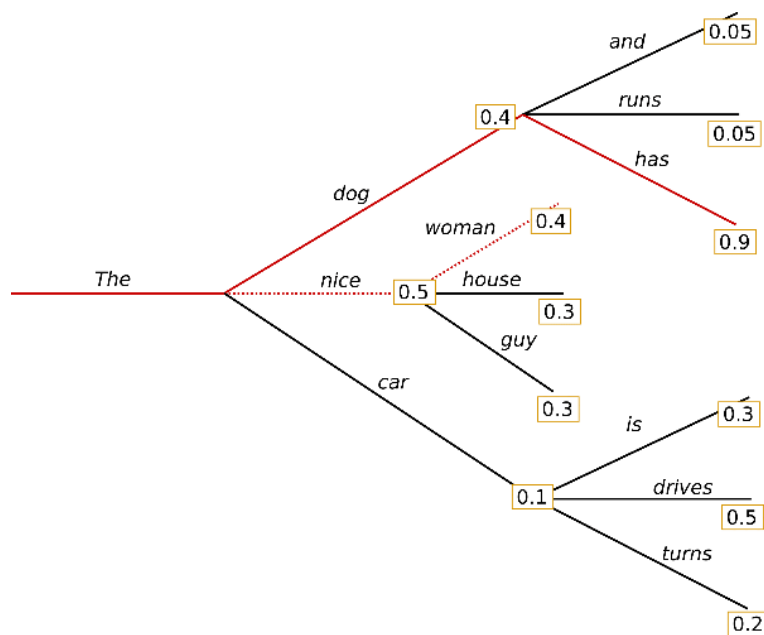 and
0.05
runs
0.4
0.05
has
dog
woman
0.4
0.9
The
nice
0.5
house
0.3
guy
car
0.3
is
0.3
drives
0.1
0.5
turns
0.2